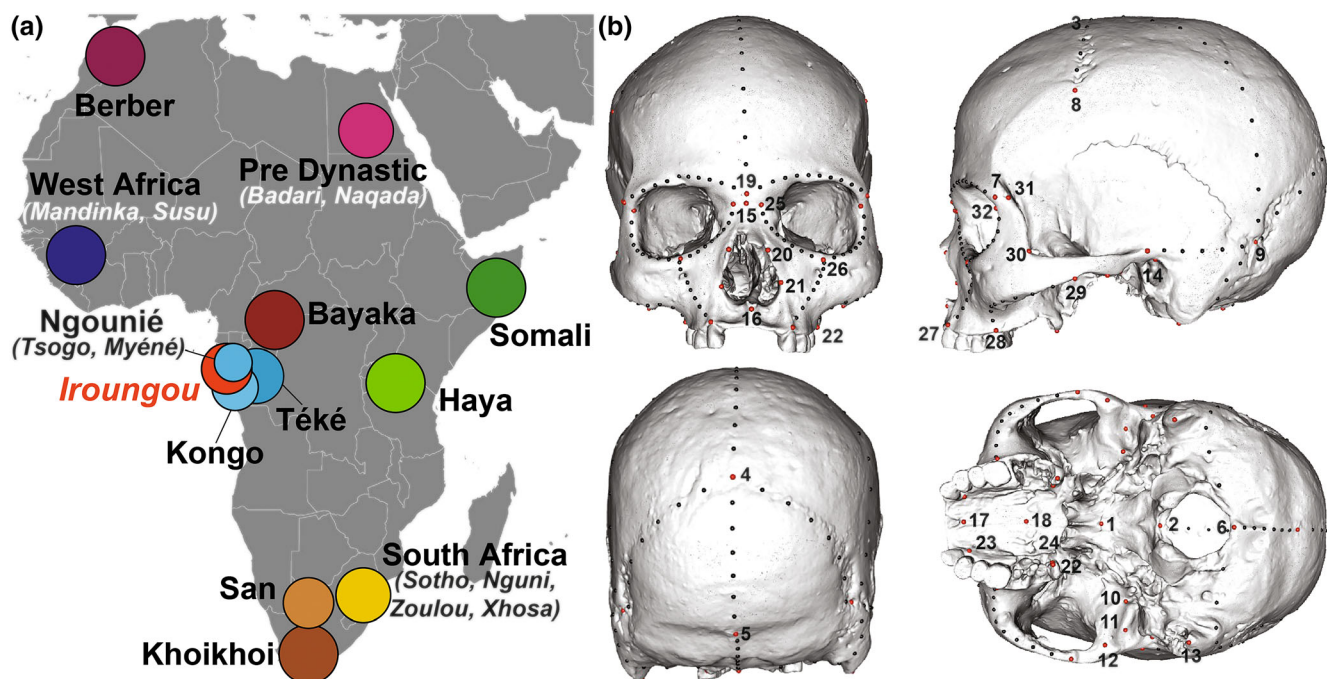 (a)
Berber
Pre Dynastic
(Badari, Naqada)
West Africa
(Mandinka, Susu)
Bayaka
Somali
Ngounié
(Tsogo, Myéné)
Iroungou
Téké
Haya
Kongo
South Africa
(Sotho, Nguni,
Zoulou, Xhosa)
San
Khoikhoi
(b)
19
25
15
20
26
21
16
22
3
8
7
31
32
30
9
14
29
27
28
4
5
17
18
1
2
6
23
24
22
10
11
12
13